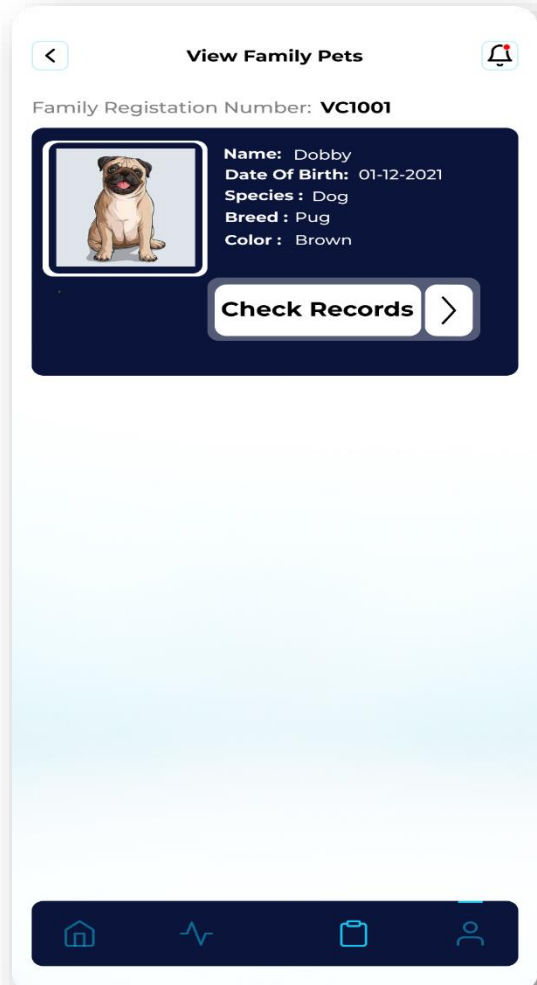 View Family Pets
Family Registation Number: VC1001
Name: Dobby
Date Of Birth: 01-12-2021
Species : Dog
Breed : Pug
Color : Brown
Check Records